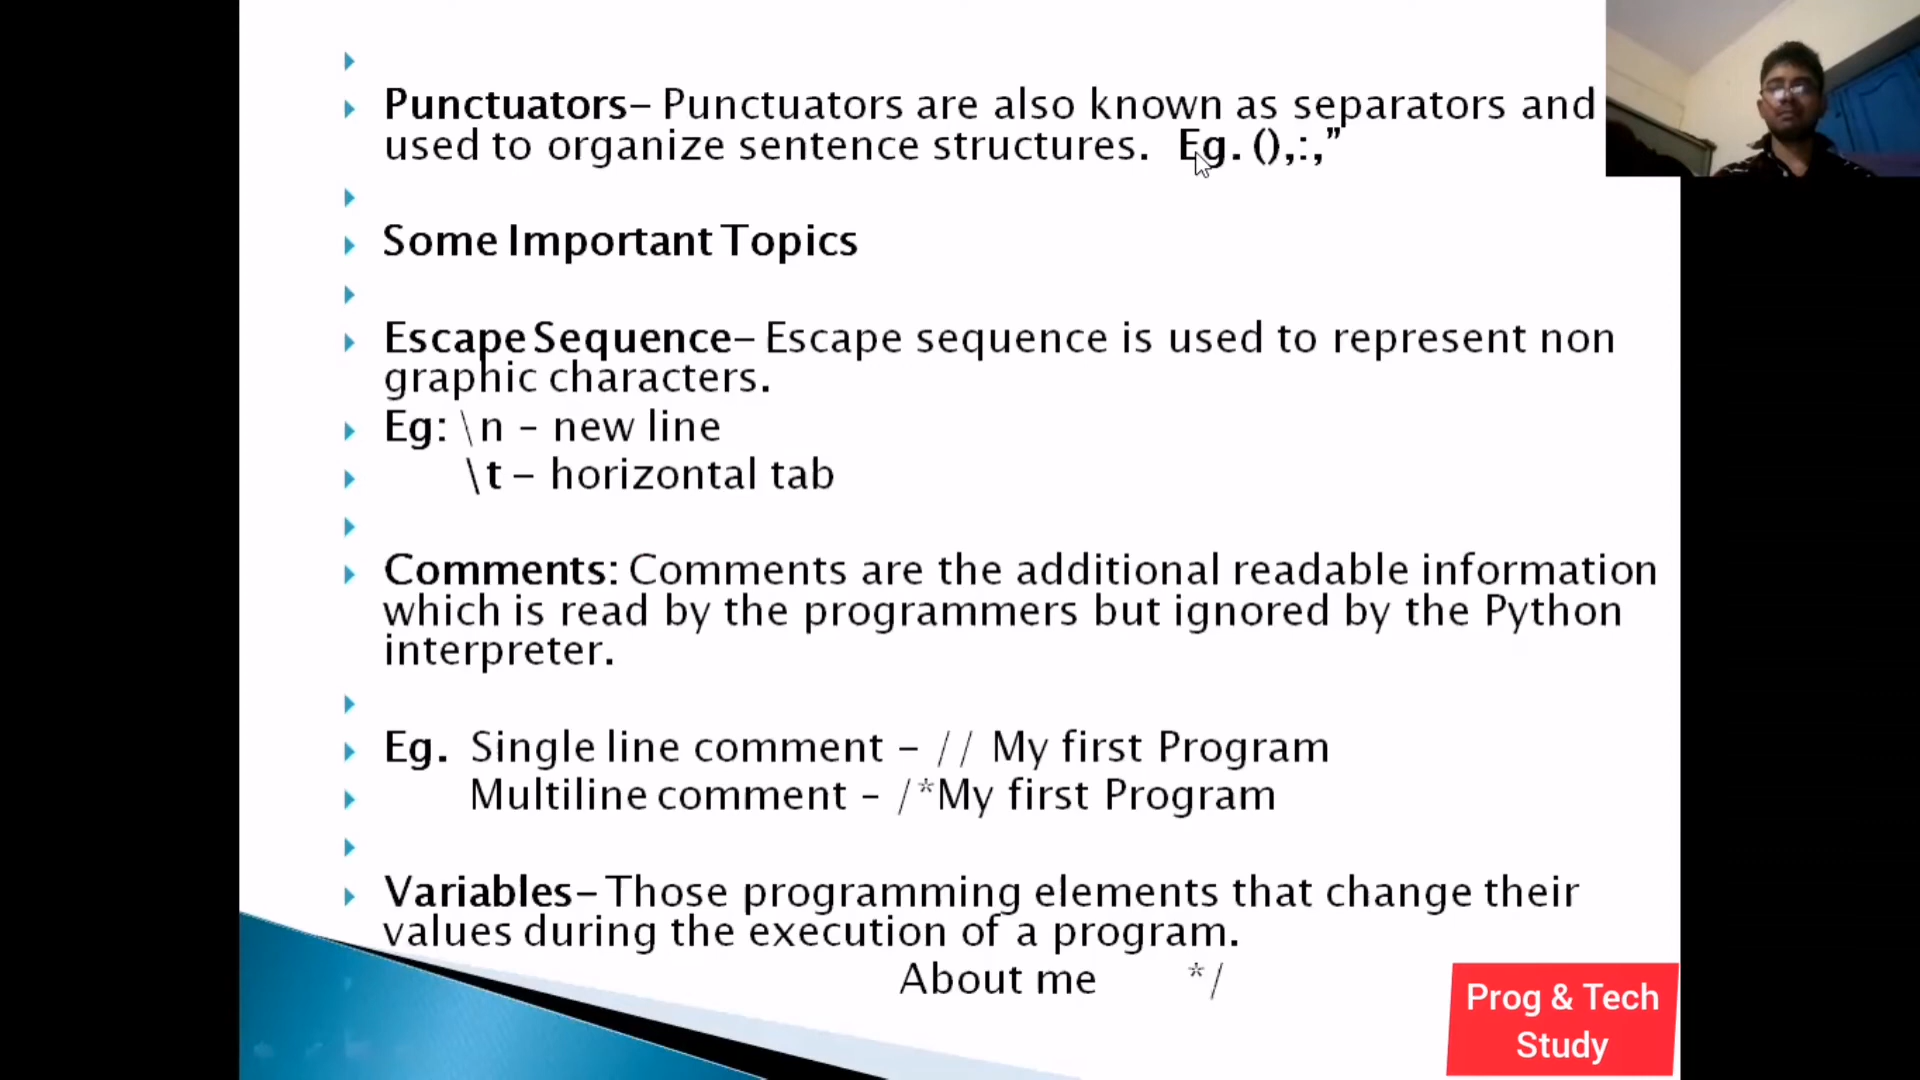 Punctuators– Punctuators are also known as separators and
used to organize sentence structures. Eg. (),:,”
Some Important Topics
Escape Sequence– Escape sequence is used to represent non
graphic characters.
Eg: \n – new line
\t – horizontal tab
Comments: Comments are the additional readable information
which is read by the programmers but ignored by the Python
interpreter.
Eg. Single line comment – // My first Program
Multiline comment – /*My first Program
Variables– Those programming elements that change their
values during the execution of a program.
About me */
Prog & Tech
Study